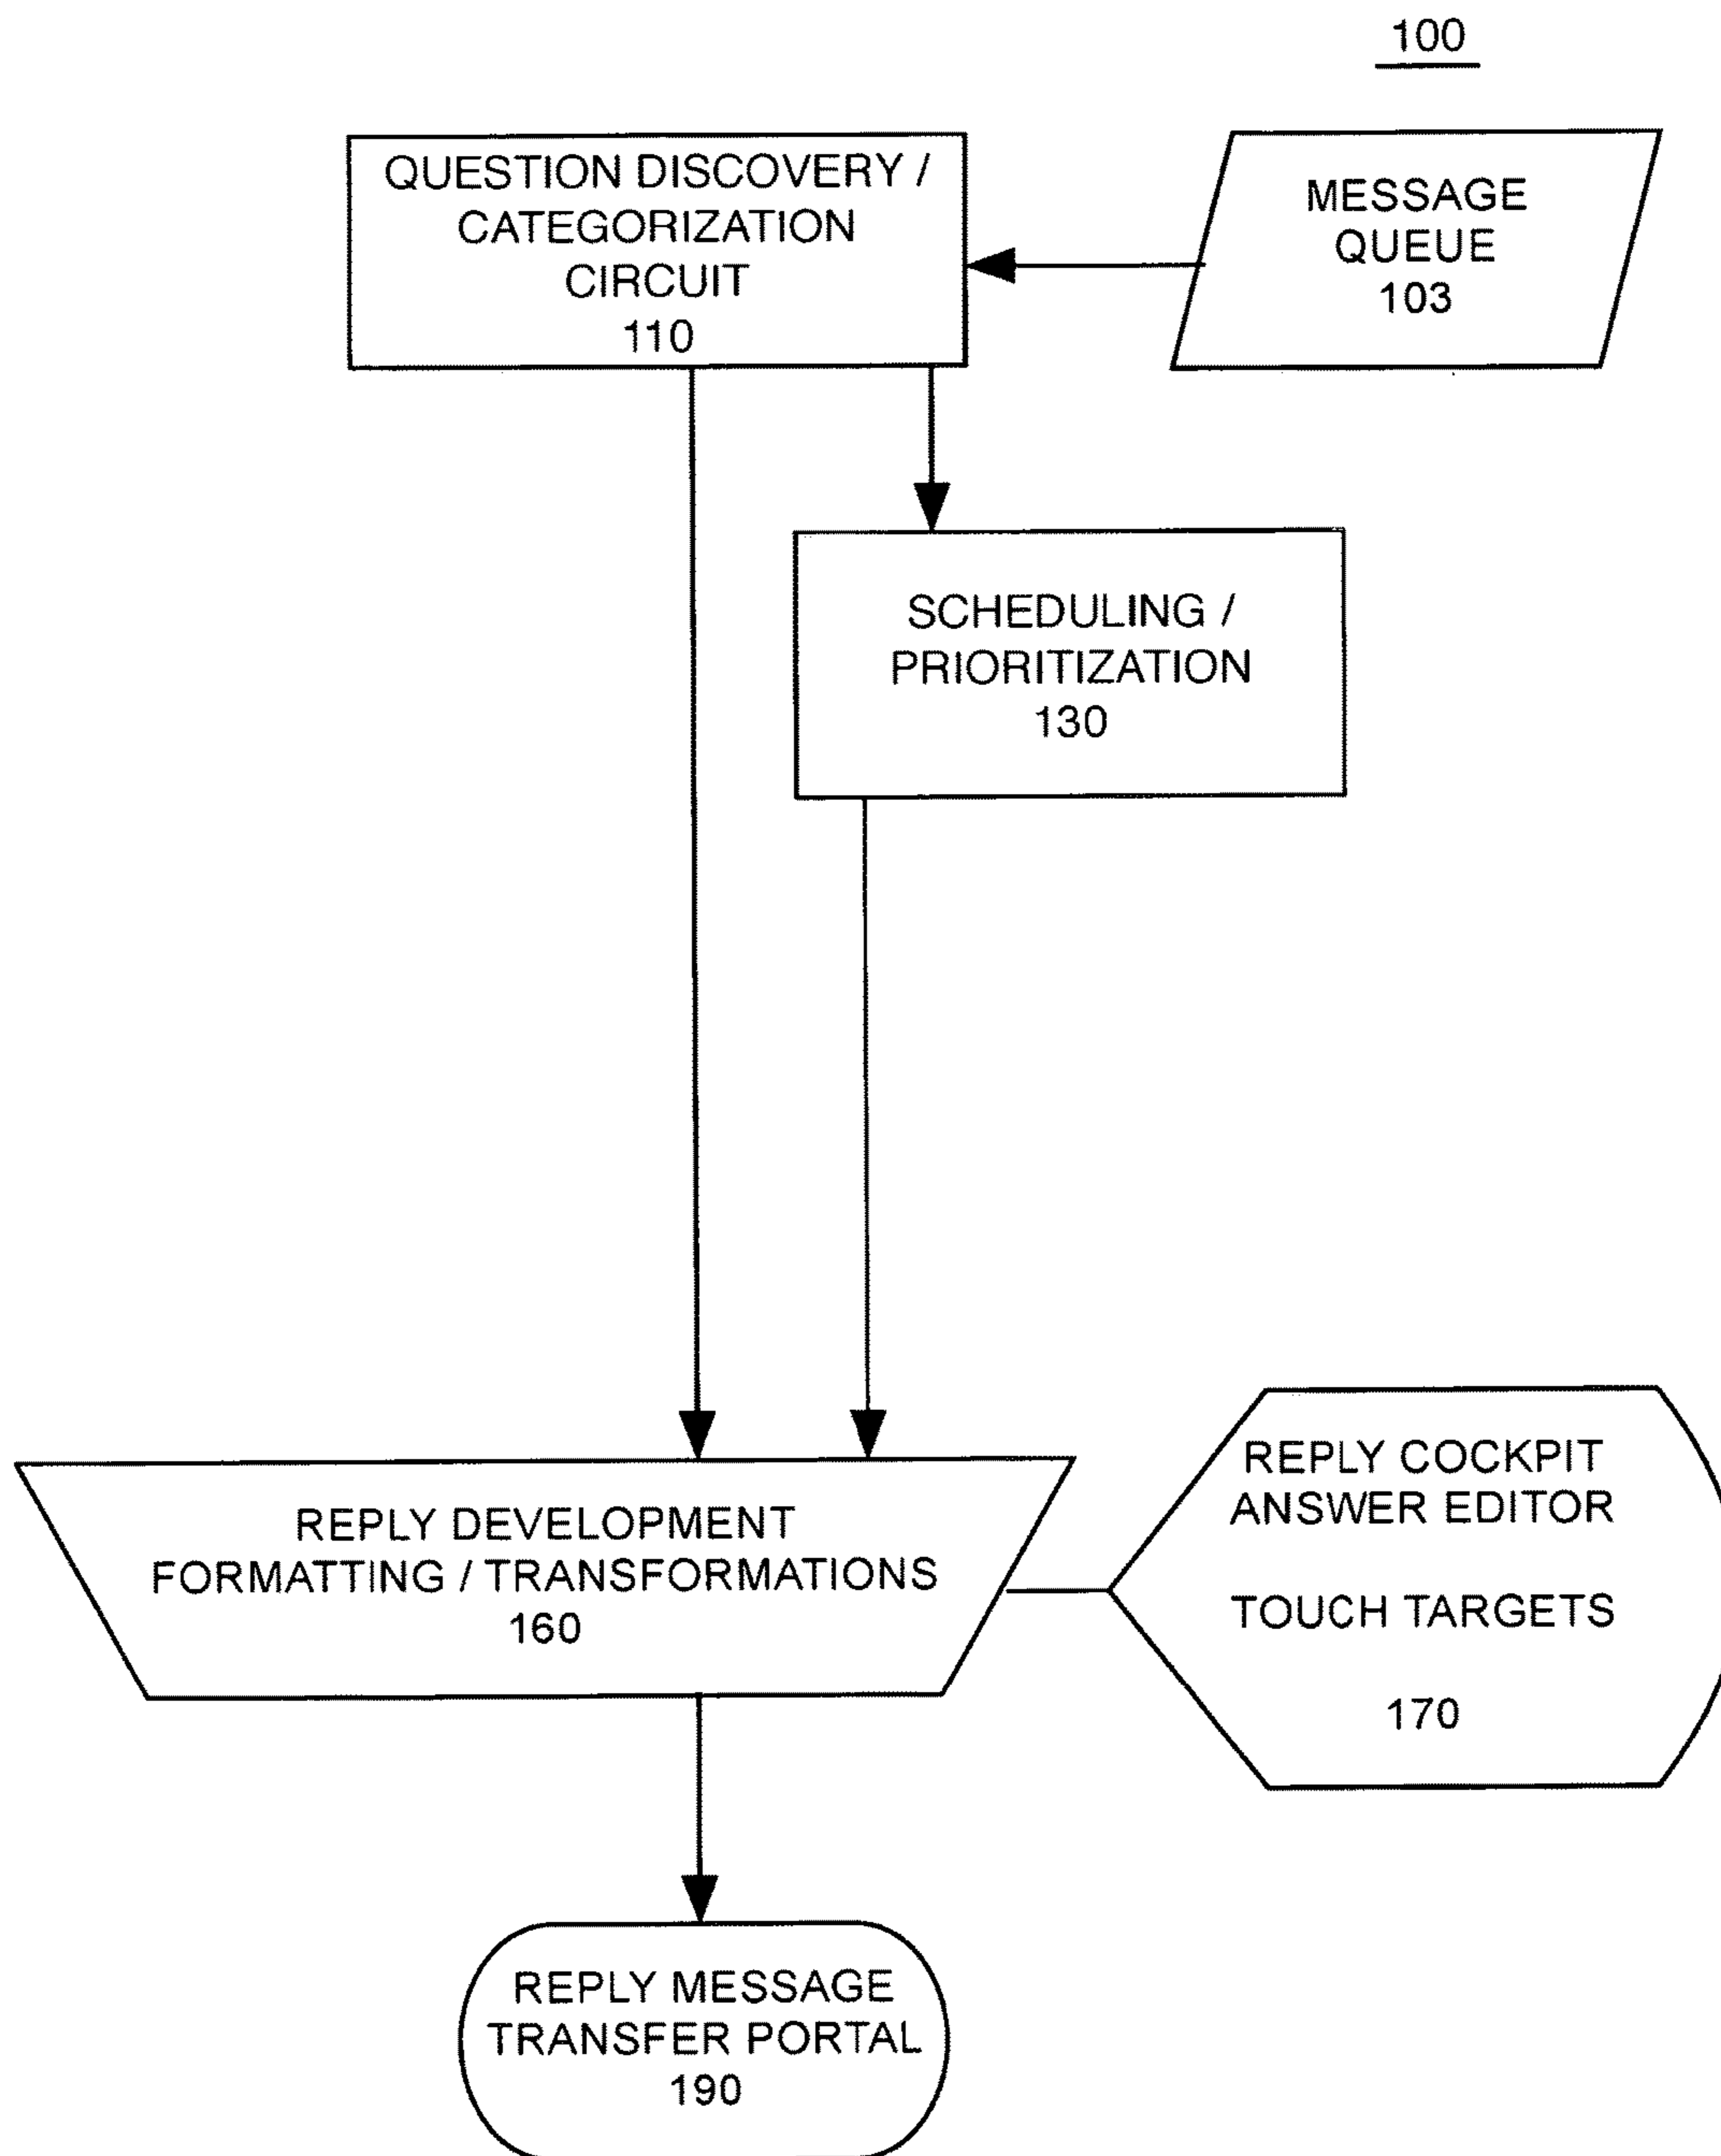 100
QUESTION DISCOVERY /
CATEGORIZATION
CIRCUIT
110
MESSAGE
QUEUE
103
SCHEDULING /
PRIORITIZATION
130
REPLY DEVELOPMENT
FORMATTING / TRANSFORMATIONS
160
REPLY COCKPIT
ANSWER EDITOR
TOUCH TARGETS
170
REPLY MESSAGE
TRANSFER PORTAL
190